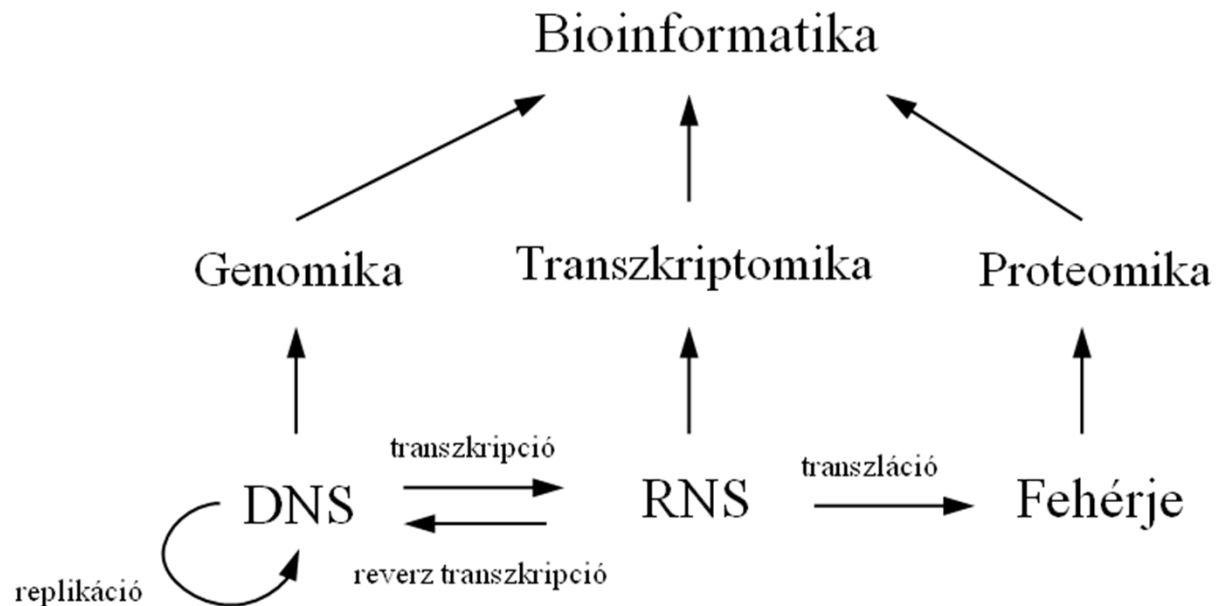 Bioinformatika
Genomika
Transzkriptomika
Proteomika
transzkripció
transzláció
DNS
RNS
Fehérje
reverz transzkripció
replikáció